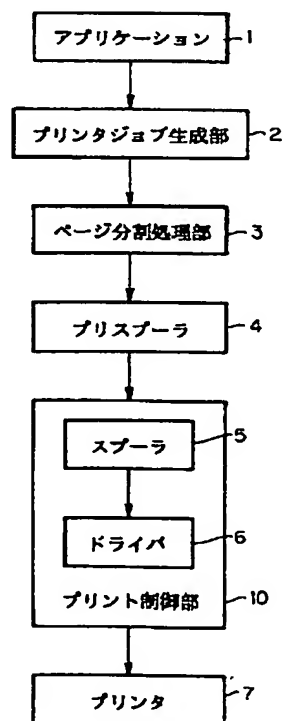 アプリケーション 1
プリンタジョブ生成部 2
ページ分割処理部 3
プリスプーラ 4
スプーラ 5
ドライバ 6
プリント制御部 10
プリンタ 7